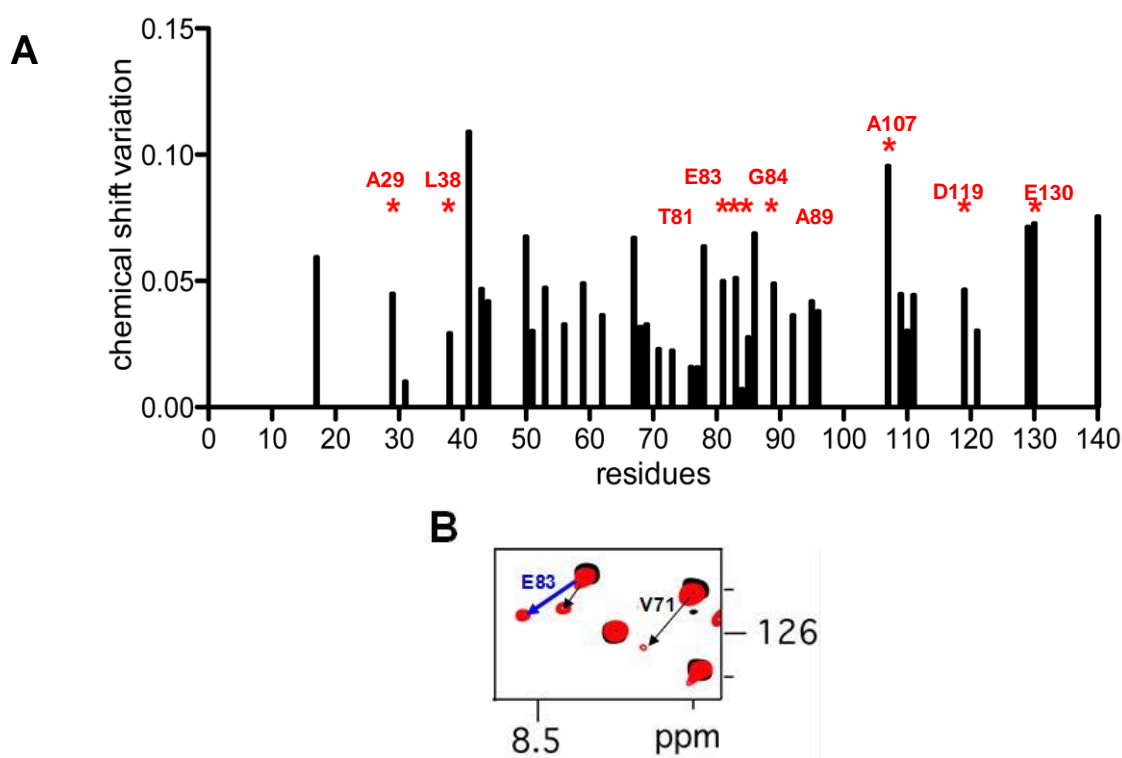 A
chemical shift variation
0.15
0.10
0.05
0.00
A107
*
A29
L38
E83
G84
D119
E130
*
*
***
*
*
*
T81
A89
0 10 20 30 40 50 60 70 80 90 100 110 120 130 140
residues
B
E83
V71
126
8.5
ppm